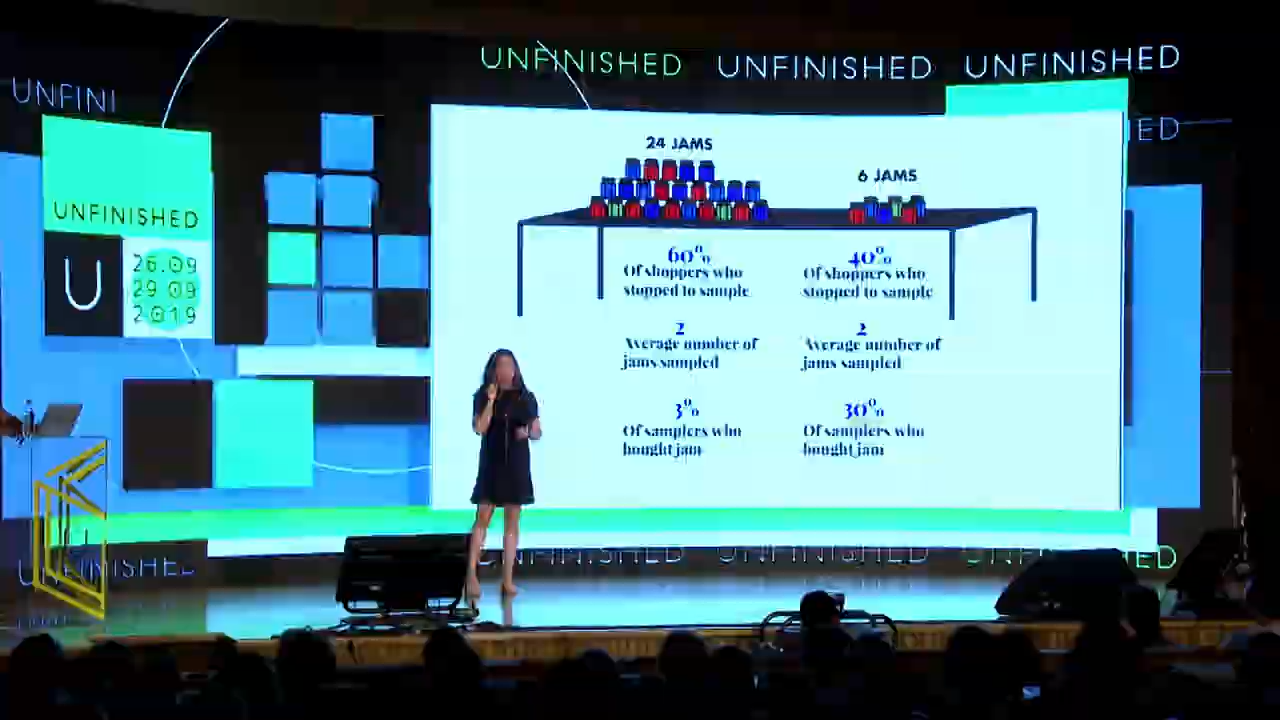 UNFINISHED UNFINISHED UNFINISHED
UNFINI
UNFINISHED
U
26.09
29 09
2019
24 JAMS
6 JAMS
60%
Of shoppers who
stopped to sample
40%
Of shoppers who
stopped to sample
2
Average number of
jams sampled
2
Average number of
jams sampled
3%
Of samplers who
bought jam
30%
Of samplers who
bought jam
UNFINISHED
UNFINISHED